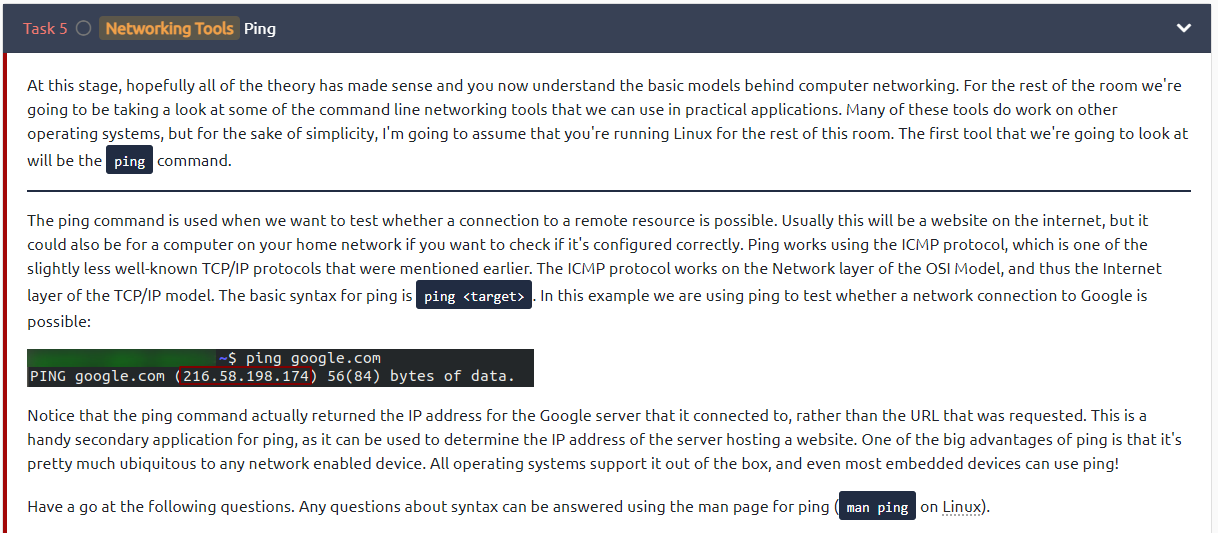 Task 5 Networking Tools Ping
At this stage, hopefully all of the theory has made sense and you now understand the basic models behind computer networking. For the rest of the room we're
going to be taking a look at some of the command line networking tools that we can use in practical applications. Many of these tools do work on other
operating systems, but for the sake of simplicity, I'm going to assume that you're running Linux for the rest of this room. The first tool that we're going to look at
will be the ping command.
The ping command is used when we want to test whether a connection to a remote resource is possible. Usually this will be a website on the internet, but it
could also be for a computer on your home network if you want to check if it's configured correctly. Ping works using the ICMP protocol, which is one of the
slightly less well-known TCP/IP protocols that were mentioned earlier. The ICMP protocol works on the Network layer of the OSI Model, and thus the Internet
layer of the TCP/IP model. The basic syntax for ping is ping <target> . In this example we are using ping to test whether a network connection to Google is
possible:
~$ ping google.com
PING google.com (216.58.198.174) 56(84) bytes of data.
Notice that the ping command actually returned the IP address for the Google server that it connected to, rather than the URL that was requested. This is a
handy secondary application for ping, as it can be used to determine the IP address of the server hosting a website. One of the big advantages of ping is that it's
pretty much ubiquitous to any network enabled device. All operating systems support it out of the box, and even most embedded devices can use ping!
Have a go at the following questions. Any questions about syntax can be answered using the man page for ping ( man ping on Linux).